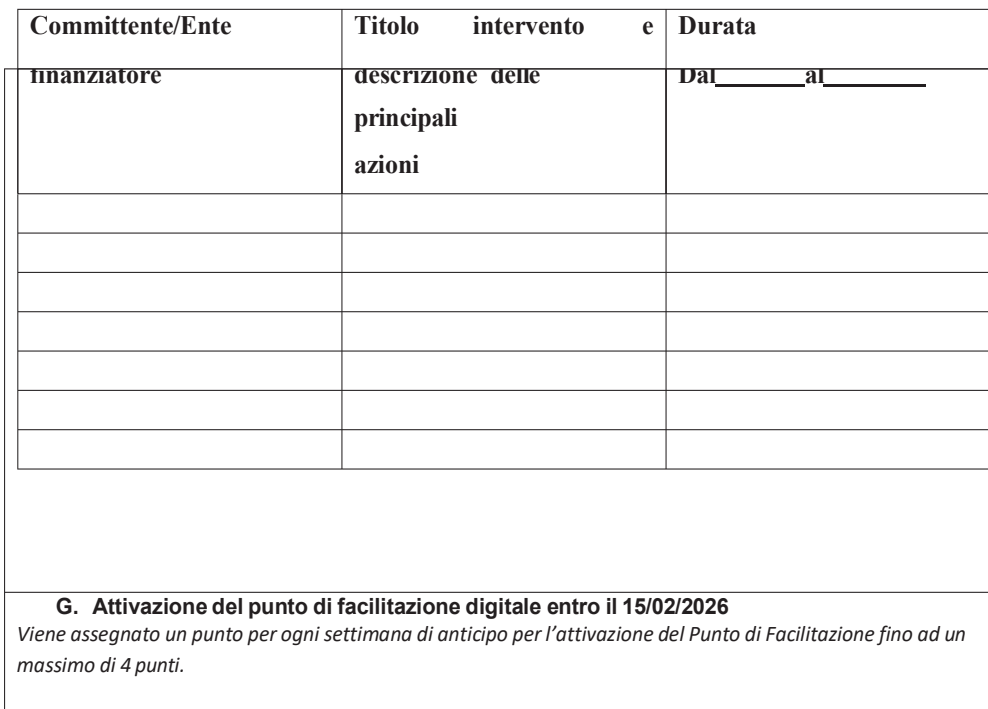 Committente/Ente
Titolo intervento e
Durata
finanziatore
descrizione delle
Dal_______al________
principali
azioni
G. Attivazione del punto di facilitazione digitale entro il 15/02/2026
Viene assegnato un punto per ogni settimana di anticipo per l’attivazione del Punto di Facilitazione fino ad un
massimo di 4 punti.